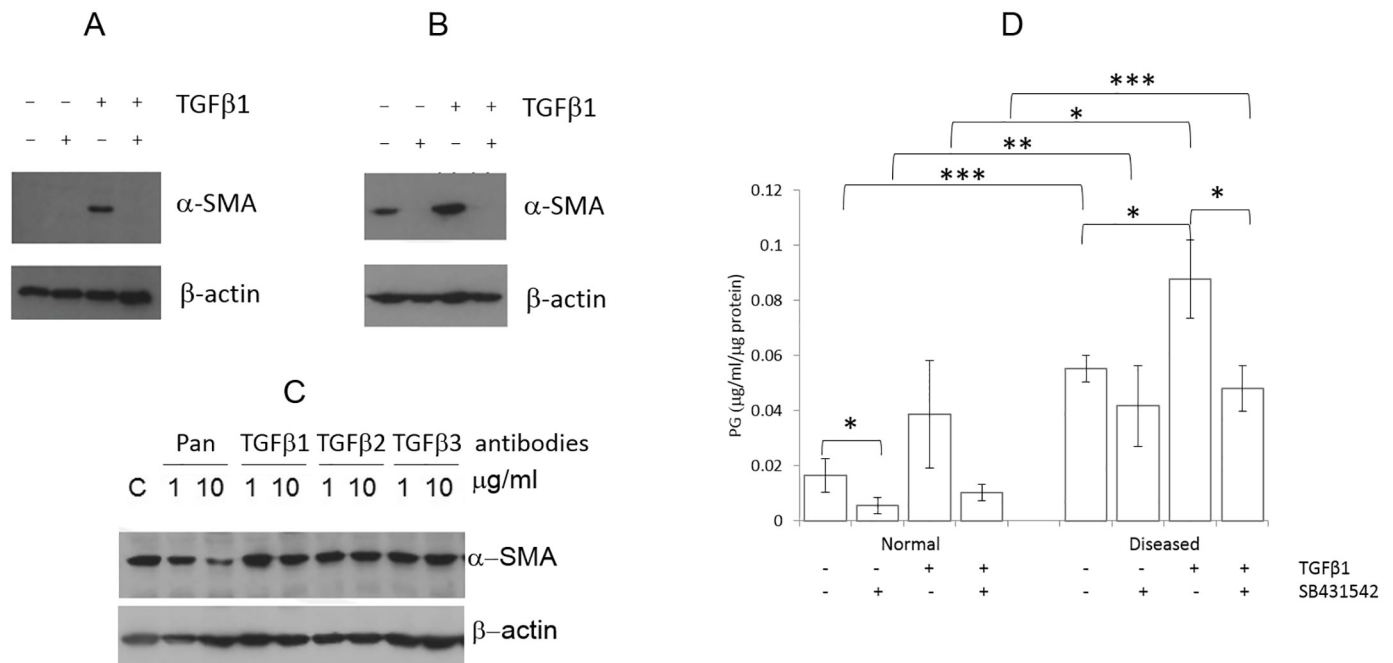 A
– – + + TGFβ1
– + – +
α-SMA
β-actin
B
– – + + TGFβ1
– + – +
α-SMA
β-actin
C
Pan TGFβ1 TGFβ2 TGFβ3 antibodies
C 1 10 1 10 1 10 1 10 μg/ml
α–SMA
β–actin
D
***
*
**
***
* *
*
PG (μg/ml/μg protein)
0.12
0.1
0.08
0.06
0.04
0.02
0
Normal Diseased
- - + + - - + + TGFβ1
- + - + - + - + SB431542